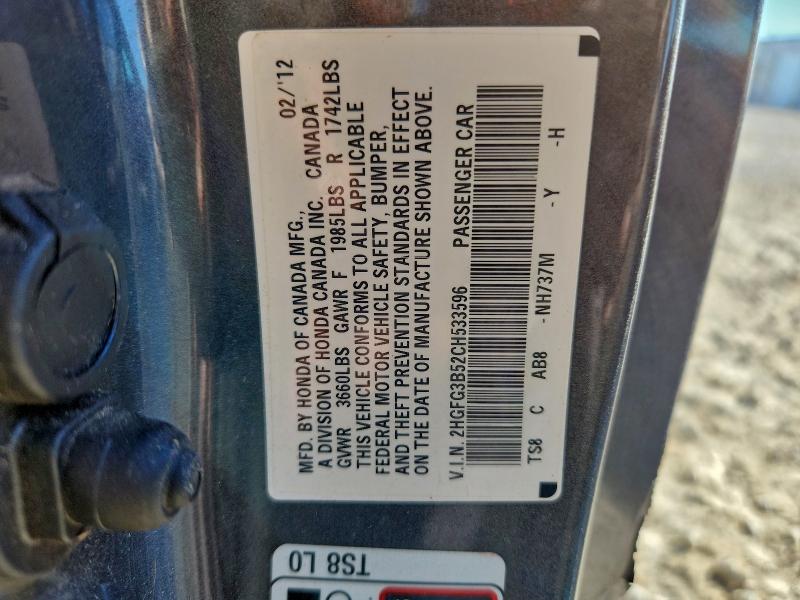 MFD. BY HONDA OF CANADA MFG., 02/'12
A DIVISION OF HONDA CANADA INC. CANADA
GVWR 3660LBS GAWR F 1985LBS R 1742LBS
THIS VEHICLE CONFORMS TO ALL APPLICABLE
FEDERAL MOTOR VEHICLE SAFETY, BUMPER,
AND THEFT PREVENTION STANDARDS IN EFFECT
ON THE DATE OF MANUFACTURE SHOWN ABOVE.
V.I.N. 2HGFG3B52CH533596 PASSENGER CAR
TS8 C AB8 -NH737M -Y -H
TS8 L0